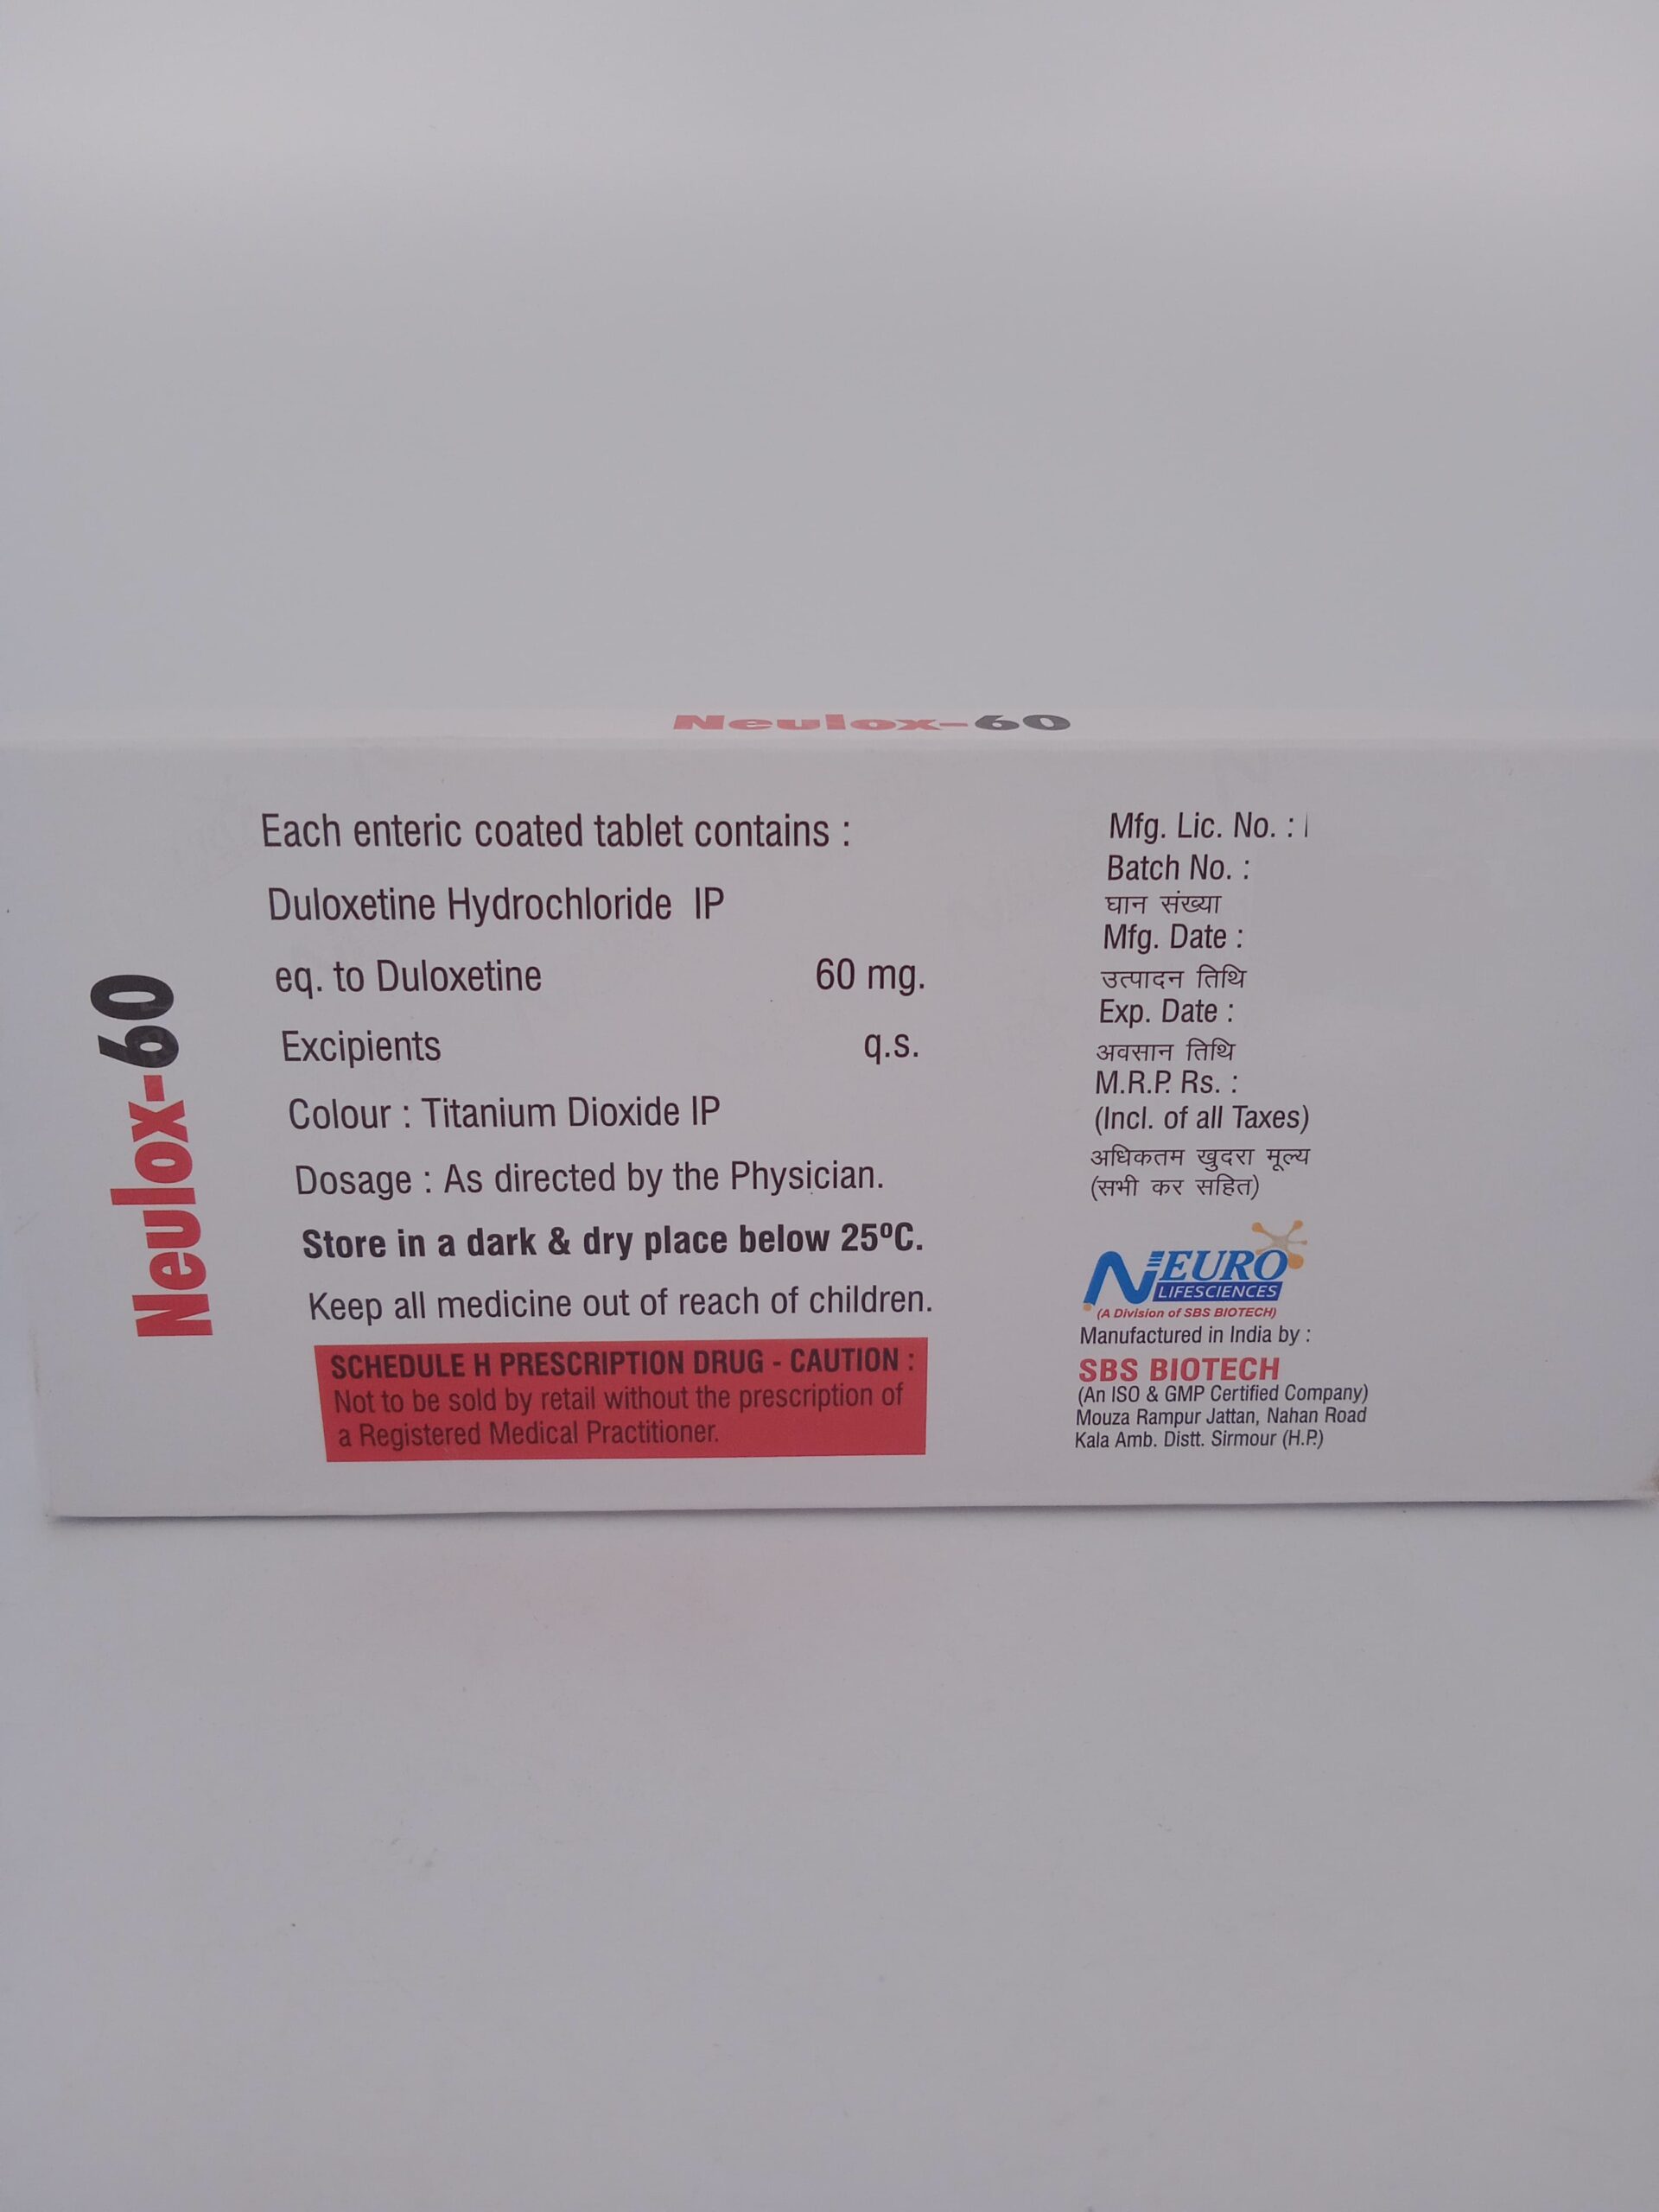 Neulox-60
Neulox-60
Each enteric coated tablet contains :
Duloxetine Hydrochloride IP
eq. to Duloxetine 60 mg.
Excipients q.s.
Colour : Titanium Dioxide IP
Dosage : As directed by the Physician.
Store in a dark & dry place below 25ºC.
Keep all medicine out of reach of children.
SCHEDULE H PRESCRIPTION DRUG - CAUTION :
Not to be sold by retail without the prescription of
a Registered Medical Practitioner.
Mfg. Lic. No. :
Batch No. :
घान संख्या
Mfg. Date :
उत्पादन तिथि
Exp. Date :
अवसान तिथि
M.R.P. Rs. :
(Incl. of all Taxes)
अधिकतम खुदरा मूल्य
(सभी कर सहित)
NEURO
LIFESCIENCES
(A Division of SBS BIOTECH)
Manufactured in India by :
SBS BIOTECH
(An ISO & GMP Certified Company)
Mouza Rampur Jattan, Nahan Road
Kala Amb. Distt. Sirmour (H.P.)